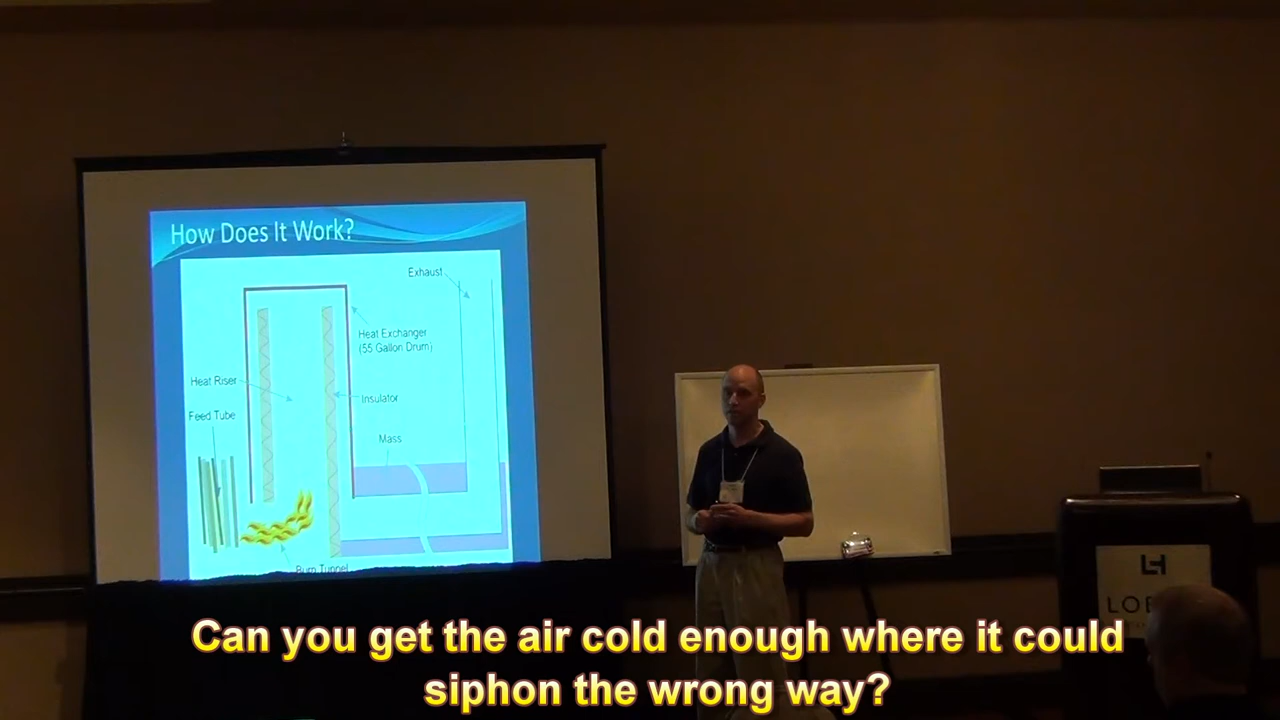 How Does It Work?
Exhaust
Heat Exchanger
(55 Gallon Drum)
Heat Riser
Insulator
Feed Tube
Mass
Burn Tunnel
LH
Can you get the air cold enough where it could
siphon the wrong way?